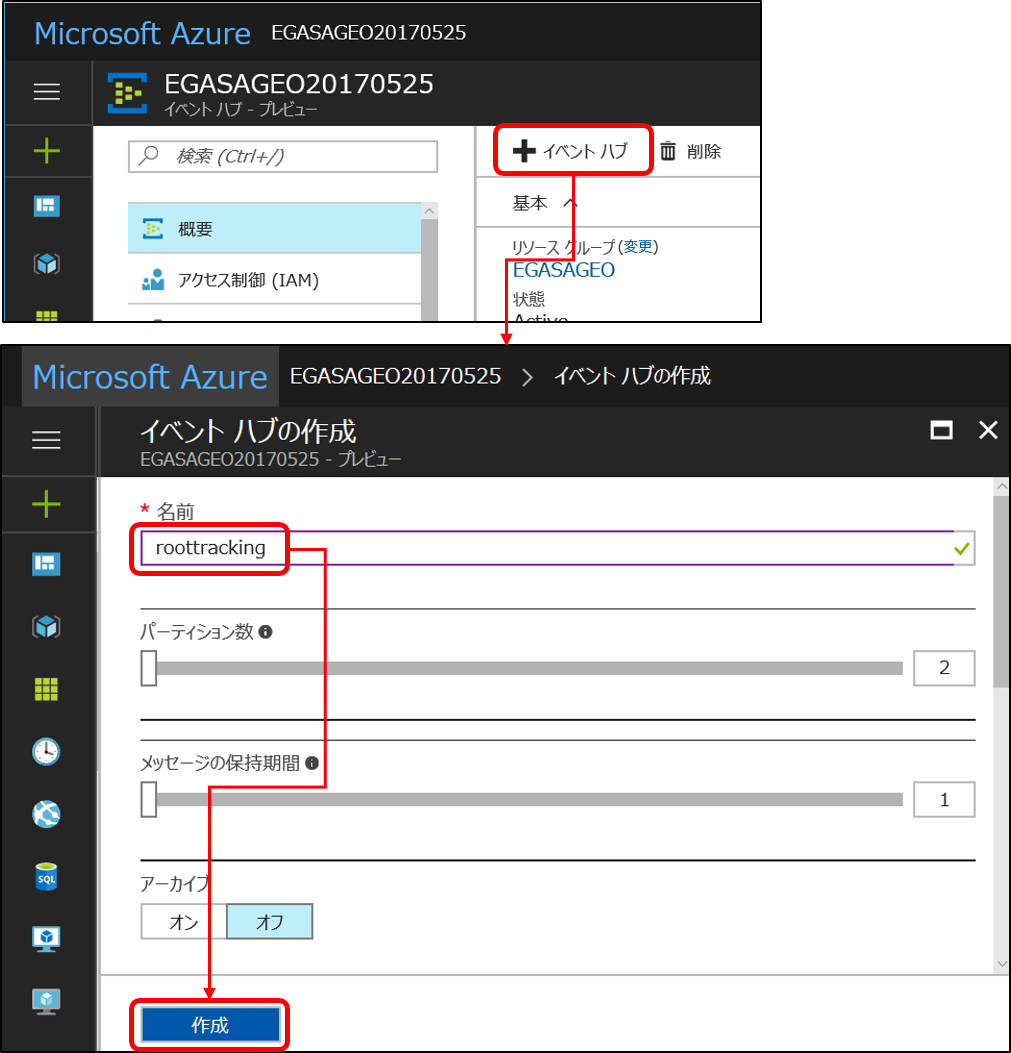 Microsoft Azure EGASAGEO20170525
EGASAGEO20170525
イベント ハブ - プレビュー
検索 (Ctrl+/)
イベント ハブ 削除
概要
アクセス制御 (IAM)
基本
リソース グループ (変更)
EGASAGEO
状態
Active
Microsoft Azure EGASAGEO20170525 > イベント ハブの作成
イベント ハブの作成
EGASAGEO20170525 - プレビュー
* 名前
roottracking
パーティション数
2
メッセージの保持期間
1
アーカイブ
オン オフ
作成
SQL